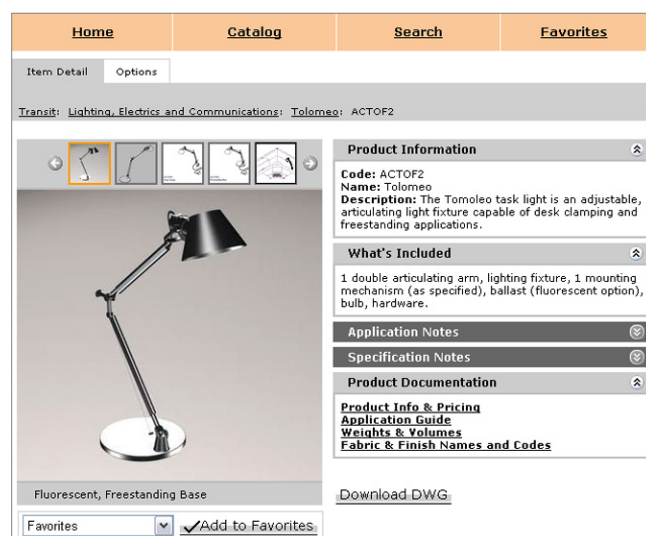 Home Catalog Search Favorites
Item Detail Options
Transit: Lighting, Electrics and Communications: Tolomeo: ACTOF2
Product Information
Code: ACTOF2
Name: Tolomeo
Description: The Tomoleo task light is an adjustable,
articulating light fixture capable of desk clamping and
freestanding applications.
What's Included
1 double articulating arm, lighting fixture, 1 mounting
mechanism (as specified), ballast (fluorescent option),
bulb, hardware.
Application Notes
Specification Notes
Product Documentation
Product Info & Pricing
Application Guide
Weights & Volumes
Fabric & Finish Names and Codes
Fluorescent, Freestanding Base
Download DWG
Favorites
Add to Favorites